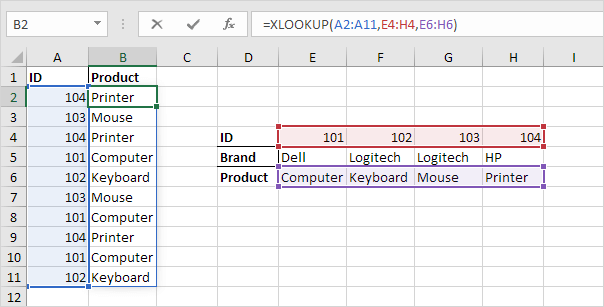 B2 fx =XLOOKUP(A2:A11,E4:H4,E6:H6)
A B C D E F G H I
1 ID Product
2 104 Printer
3 103 Mouse
4 104 Printer ID 101 102 103 104
5 101 Computer Brand Dell Logitech Logitech HP
6 102 Keyboard Product Computer Keyboard Mouse Printer
7 103 Mouse
8 101 Computer
9 104 Printer
10 101 Computer
11 102 Keyboard
12